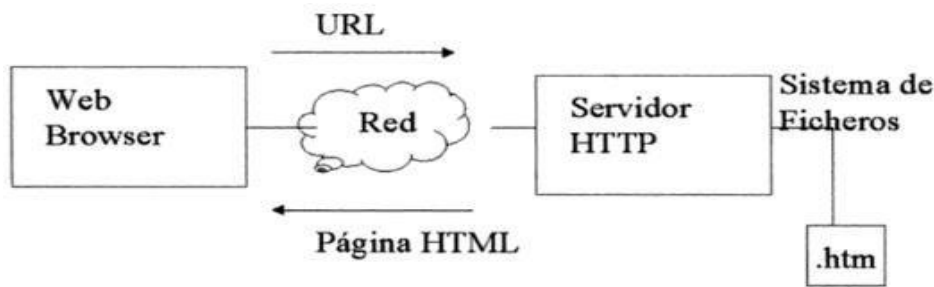 URL
Web
Browser
Red
Servidor
HTTP
Sistema de
Ficheros
Página HTML
.htm